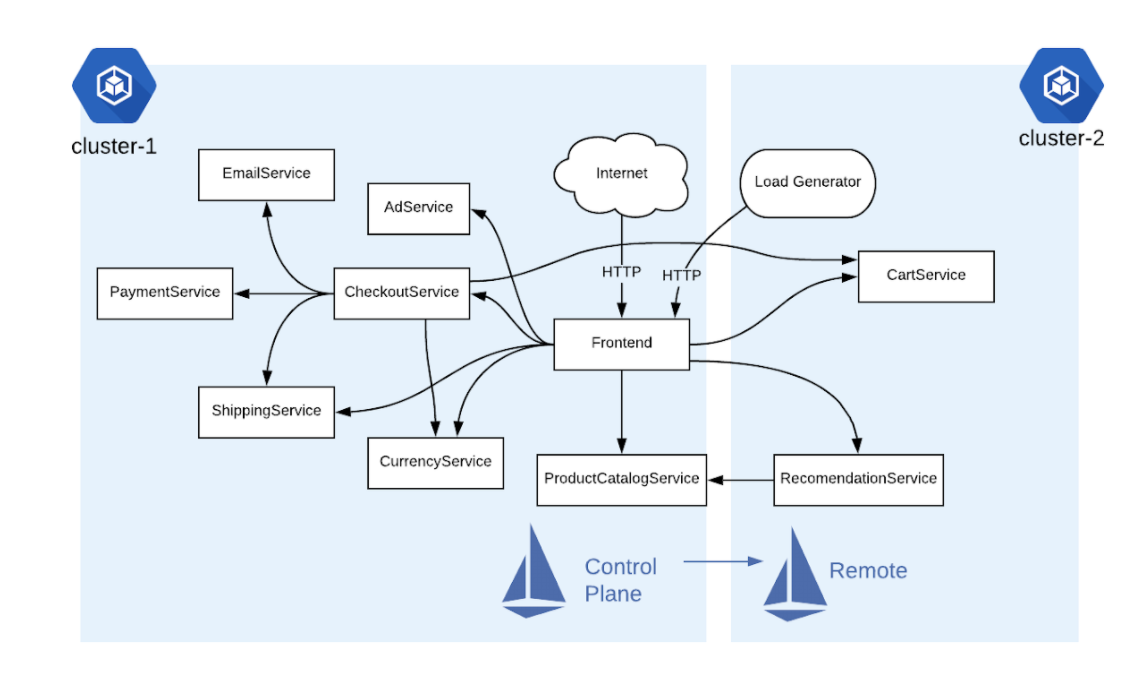 cluster-1
cluster-2
EmailService
AdService
Internet
Load Generator
PaymentService
CheckoutService
HTTP
HTTP
CartService
Frontend
ShippingService
CurrencyService
ProductCatalogService
RecomendationService
Control
Plane
Remote